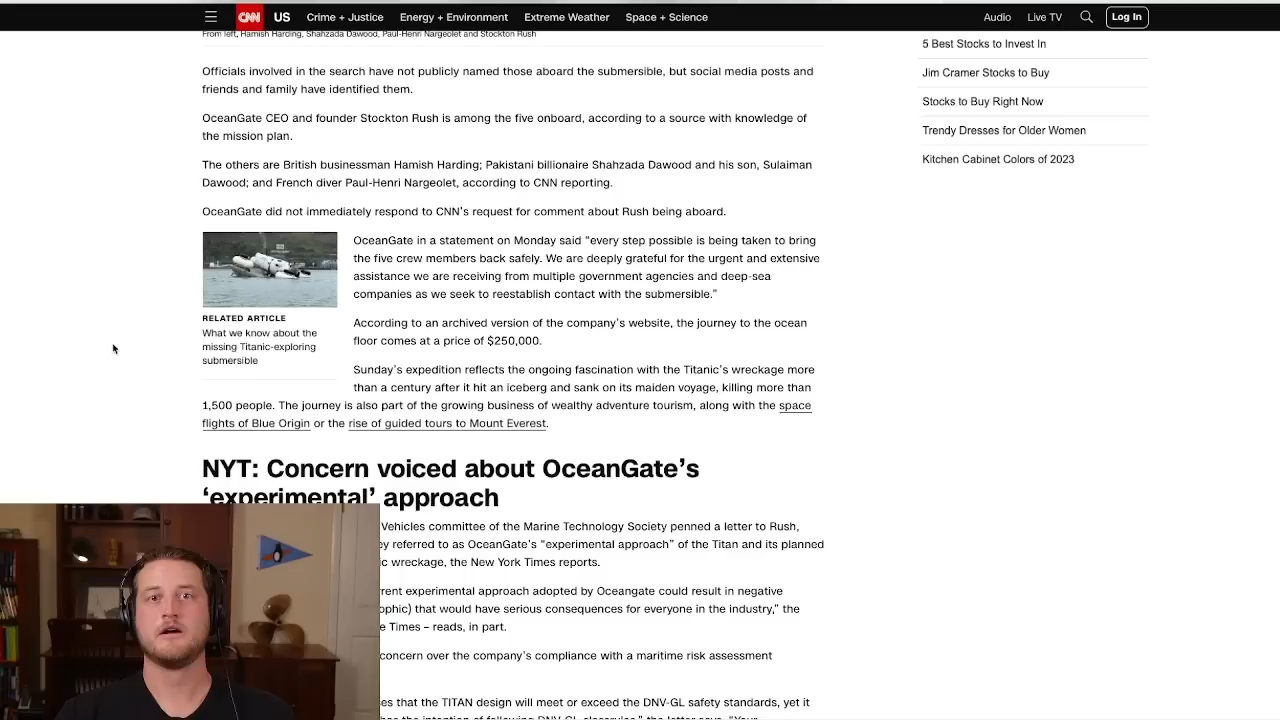 CNN US Crime + Justice Energy + Environment Extreme Weather Space + Science Audio Live TV Log In
From left, Hamish Harding, Shahzada Dawood, Paul-Henri Nargeolet and Stockton Rush
Officials involved in the search have not publicly named those aboard the submersible, but social media posts and
friends and family have identified them.
OceanGate CEO and founder Stockton Rush is among the five onboard, according to a source with knowledge of
the mission plan.
The others are British businessman Hamish Harding; Pakistani billionaire Shahzada Dawood and his son, Sulaiman
Dawood; and French diver Paul-Henri Nargeolet, according to CNN reporting.
OceanGate did not immediately respond to CNN's request for comment about Rush being aboard.
RELATED ARTICLE
What we know about the
missing Titanic-exploring
submersible
OceanGate in a statement on Monday said “every step possible is being taken to bring
the five crew members back safely. We are deeply grateful for the urgent and extensive
assistance we are receiving from multiple government agencies and deep-sea
companies as we seek to reestablish contact with the submersible.”
According to an archived version of the company's website, the journey to the ocean
floor comes at a price of $250,000.
Sunday's expedition reflects the ongoing fascination with the Titanic's wreckage more
than a century after it hit an iceberg and sank on its maiden voyage, killing more than
1,500 people. The journey is also part of the growing business of wealthy adventure tourism, along with the space
flights of Blue Origin or the rise of guided tours to Mount Everest.
NYT: Concern voiced about OceanGate's
‘experimental’ approach
Vehicles committee of the Marine Technology Society penned a letter to Rush,
ey referred to as OceanGate's “experimental approach” of the Titan and its planned
ic wreckage, the New York Times reports.
rrent experimental approach adopted by Oceangate could result in negative
ophic) that would have serious consequences for everyone in the industry,” the
e Times – reads, in part.
concern over the company's compliance with a maritime risk assessment
es that the TITAN design will meet or exceed the DNV-GL safety standards, yet it
has the intention of following DNV-GL class rules,” the letter says. “Your
5 Best Stocks to Invest In
Jim Cramer Stocks to Buy
Stocks to Buy Right Now
Trendy Dresses for Older Women
Kitchen Cabinet Colors of 2023